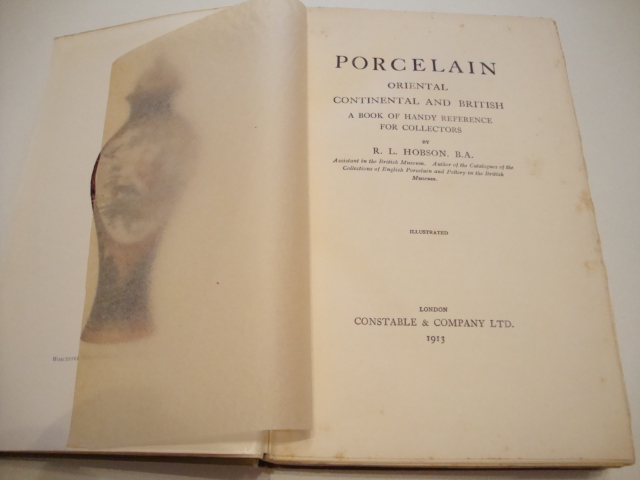 PORCELAIN
ORIENTAL
CONTINENTAL AND BRITISH
A BOOK OF HANDY REFERENCE
FOR COLLECTORS
BY
R. L. HOBSON, B.A.
Assistant in the British Museum. Author of the Catalogues of the
Collections of English Porcelain and Pottery in the British
Museum.
ILLUSTRATED
LONDON
CONSTABLE & COMPANY LTD.
1913